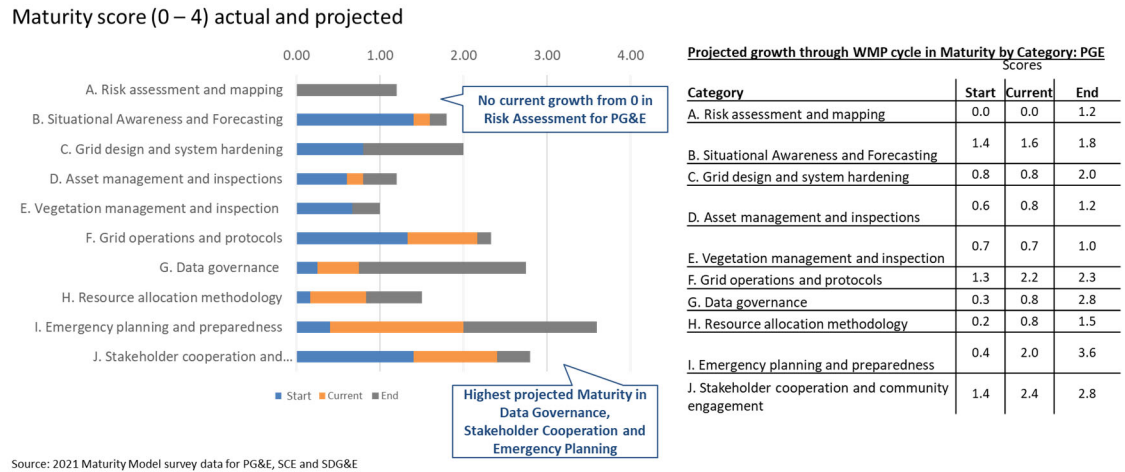 Maturity score (0 – 4) actual and projected
0.00 1.00 2.00 3.00 4.00
A. Risk assessment and mapping
B. Situational Awareness and Forecasting
C. Grid design and system hardening
D. Asset management and inspections
E. Vegetation management and inspection
F. Grid operations and protocols
G. Data governance
H. Resource allocation methodology
I. Emergency planning and preparedness
J. Stakeholder cooperation and...
No current growth from 0 in
Risk Assessment for PG&E
Start Current End
Highest projected Maturity in
Data Governance,
Stakeholder Cooperation and
Emergency Planning
Projected growth through WMP cycle in Maturity by Category: PGE
Scores
Category Start Current End
A. Risk assessment and mapping 0.0 0.0 1.2
B. Situational Awareness and Forecasting 1.4 1.6 1.8
C. Grid design and system hardening 0.8 0.8 2.0
D. Asset management and inspections 0.6 0.8 1.2
E. Vegetation management and inspection 0.7 0.7 1.0
F. Grid operations and protocols 1.3 2.2 2.3
G. Data governance 0.3 0.8 2.8
H. Resource allocation methodology 0.2 0.8 1.5
I. Emergency planning and preparedness 0.4 2.0 3.6
J. Stakeholder cooperation and community
engagement 1.4 2.4 2.8
Source: 2021 Maturity Model survey data for PG&E, SCE and SDG&E